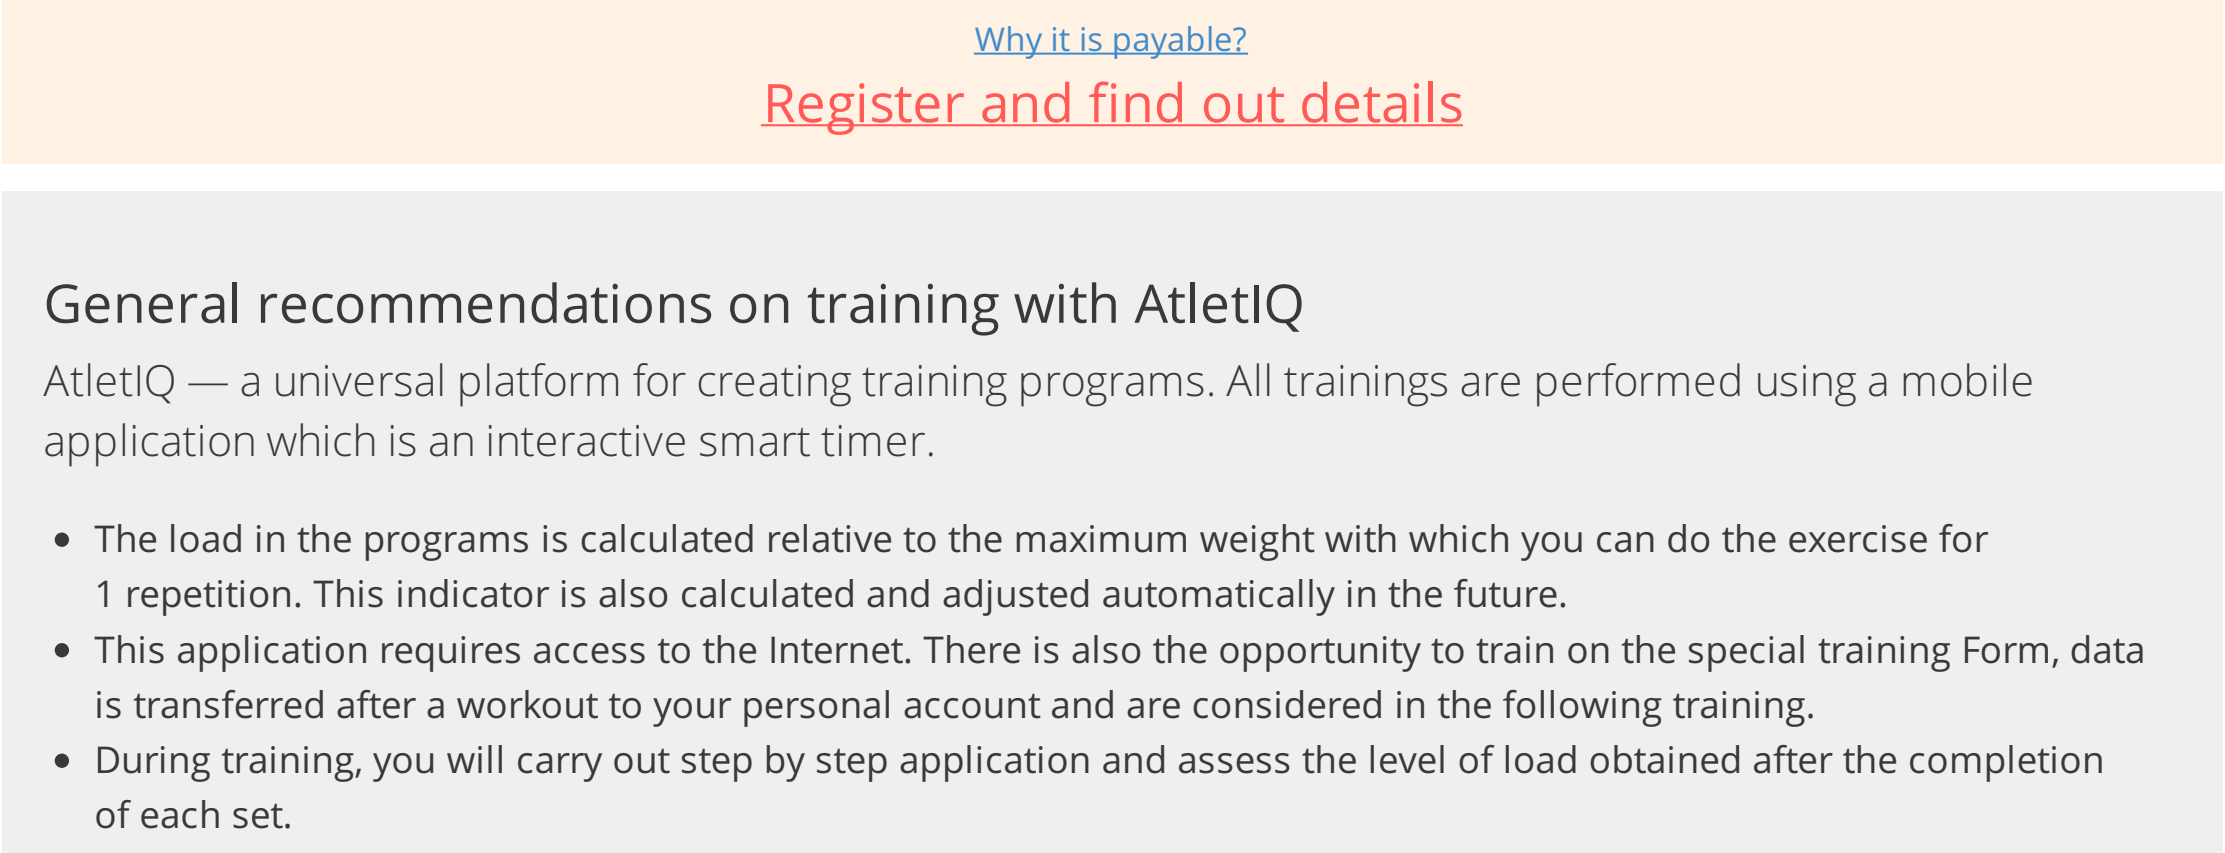 Why it is payable?
Register and find out details
General recommendations on training with AtletIQ
AtletIQ — a universal platform for creating training programs. All trainings are performed using a mobile
application which is an interactive smart timer.
• The load in the programs is calculated relative to the maximum weight with which you can do the exercise for
1 repetition. This indicator is also calculated and adjusted automatically in the future.
• This application requires access to the Internet. There is also the opportunity to train on the special training Form, data
is transferred after a workout to your personal account and are considered in the following training.
• During training, you will carry out step by step application and assess the level of load obtained after the completion
of each set.